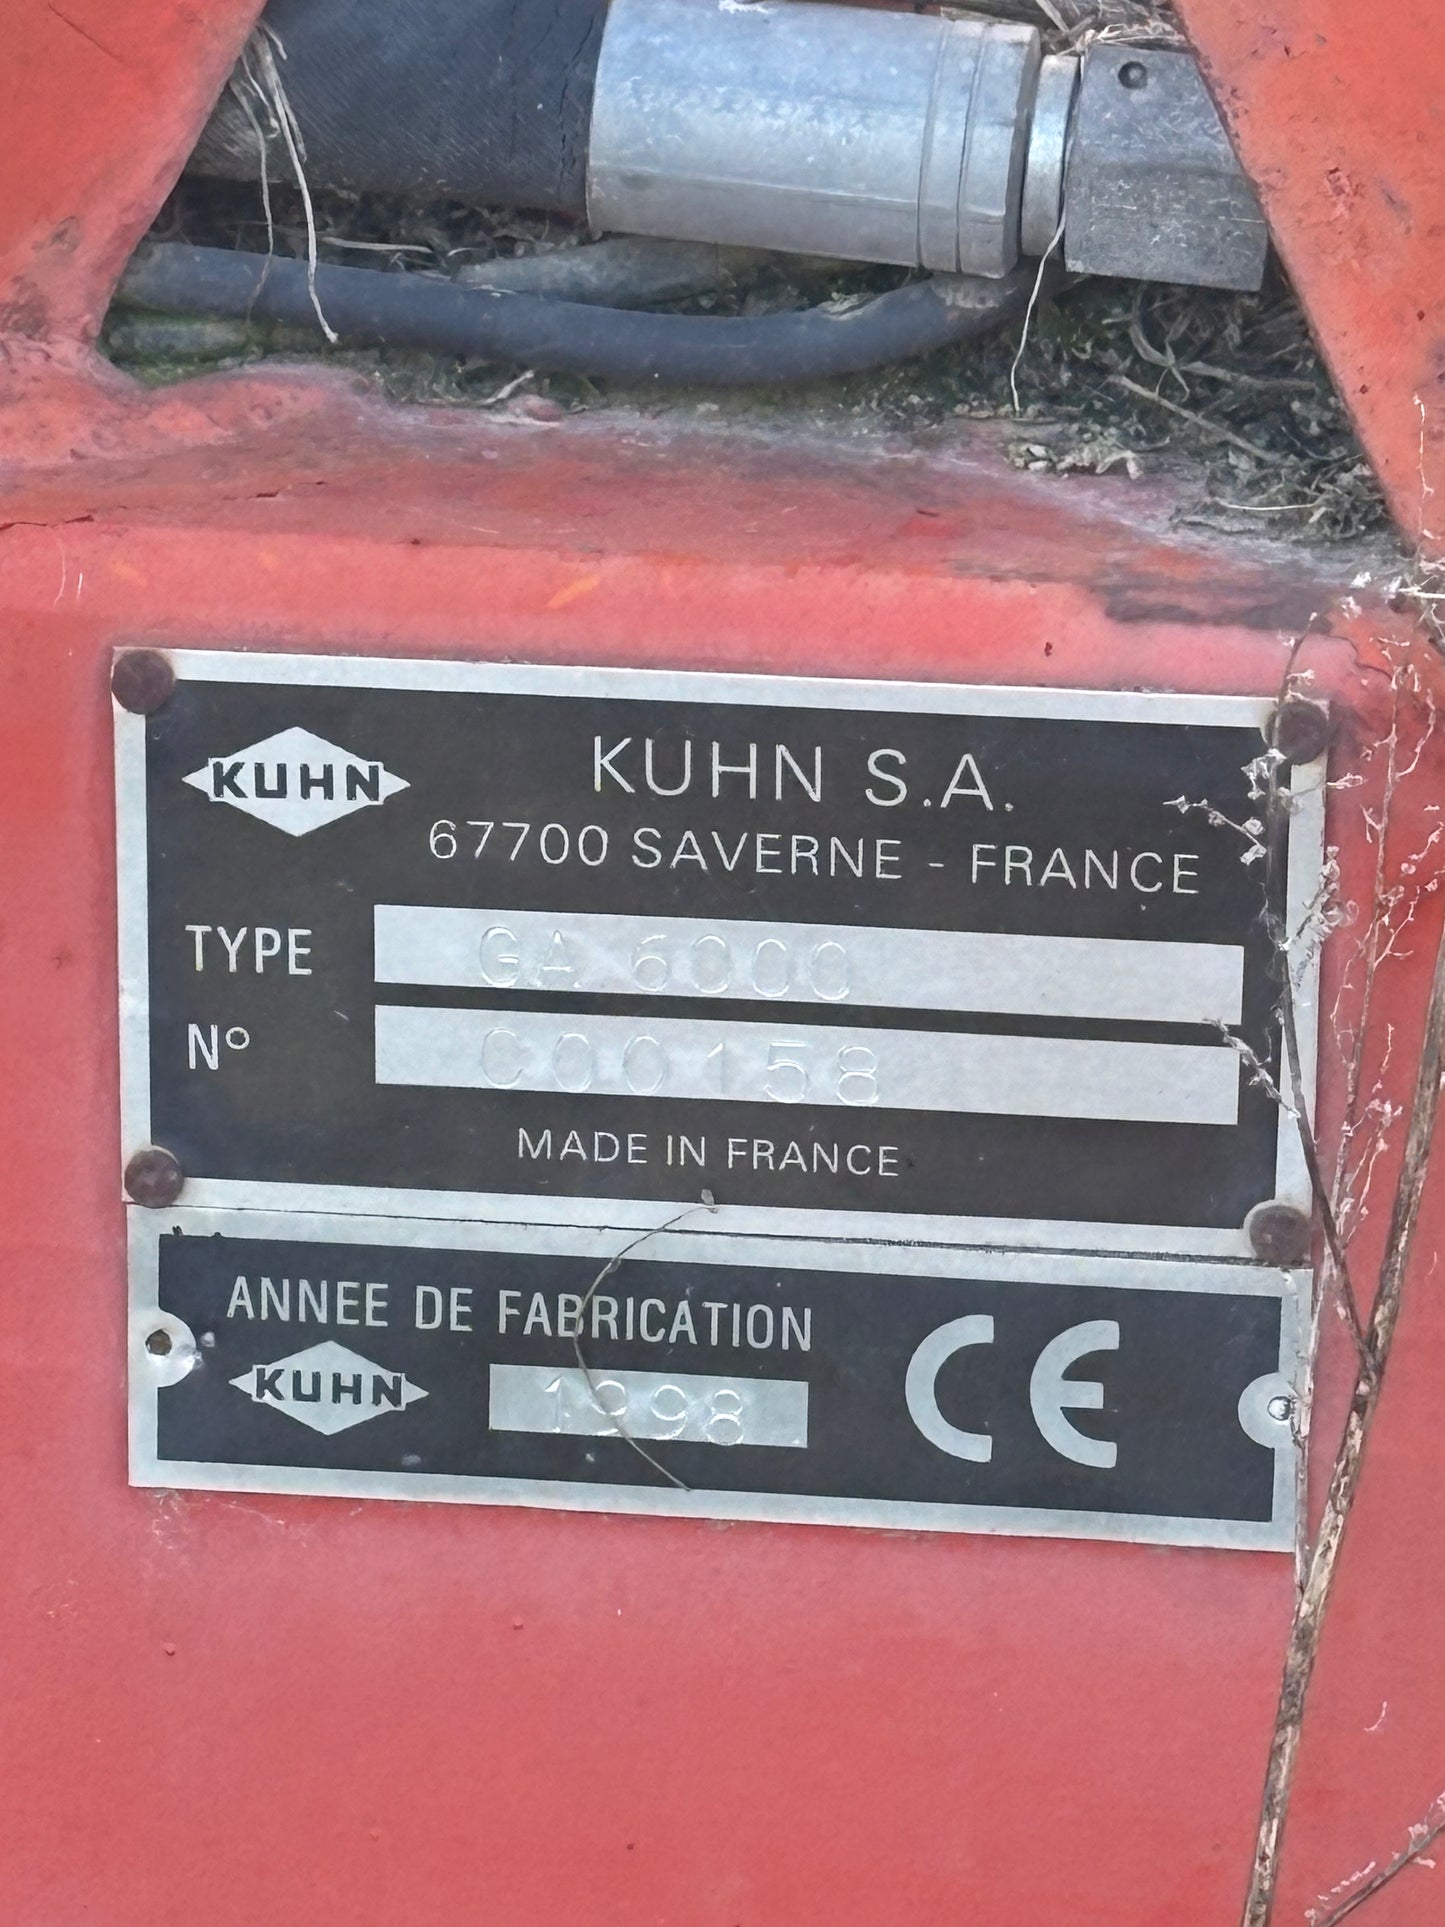 KUHN
KUHN S.A.
67700 SAVERNE - FRANCE
TYPE GA 6000
N° C00158
MADE IN FRANCE
ANNEE DE FABRICATION
KUHN
1998
CE